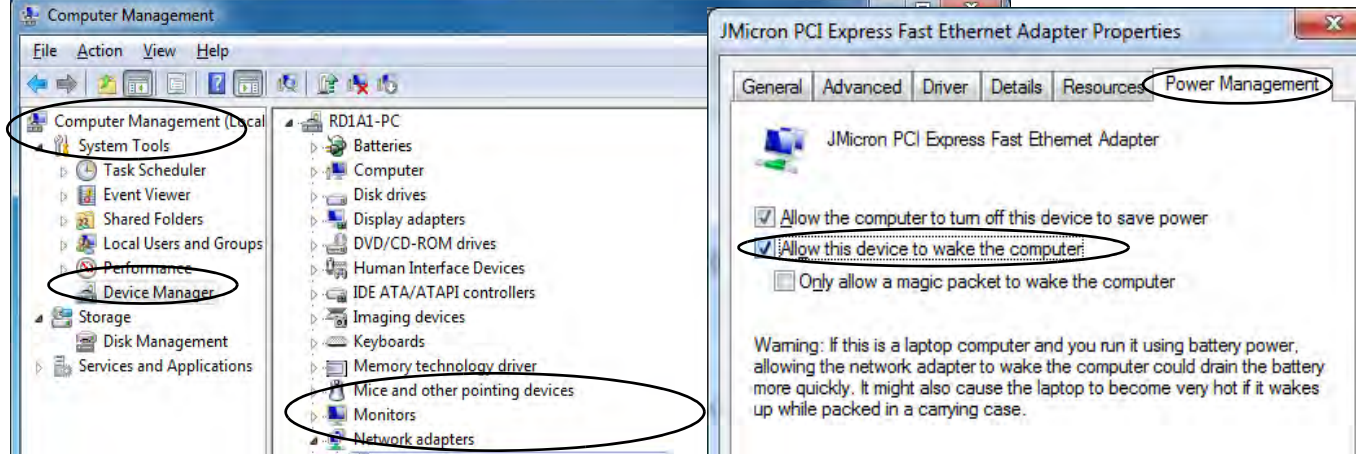 Computer Management
File Action View Help
Computer Management (Local
System Tools
Task Scheduler
Event Viewer
Shared Folders
Local Users and Groups
Performance
Device Manager
Storage
Disk Management
Services and Applications
RD1A1-PC
Batteries
Computer
Disk drives
Display adapters
DVD/CD-ROM drives
Human Interface Devices
IDE ATA/ATAPI controllers
Imaging devices
Keyboards
Memory technology driver
Mice and other pointing devices
Monitors
Network adapters
JMicron PCI Express Fast Ethernet Adapter Properties
General Advanced Driver Details Resources Power Management
JMicron PCI Express Fast Ethernet Adapter
Allow the computer to turn off this device to save power
Allow this device to wake the computer
Only allow a magic packet to wake the computer
Warning: If this is a laptop computer and you run it using battery power,
allowing the network adapter to wake the computer could drain the battery
more quickly. It might also cause the laptop to become very hot if it wakes
up while packed in a carrying case.